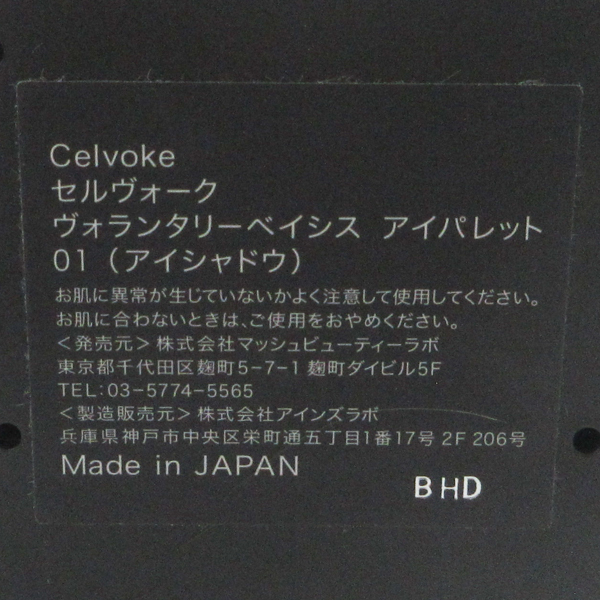 Celvoke
セルヴォーク
ヴォランタリーベイシス アイパレット
01（アイシャドウ）
お肌に異常が生じていないかよく注意して使用してください。
お肌に合わないときは、ご使用をおやめください。
＜発売元＞株式会社マッシュビューティーラボ
東京都千代田区麹町5-7-1 麹町ダイビル5F
TEL：03-5774-5565
＜製造販売元＞株式会社アインズラボ
兵庫県神戸市中央区栄町通五丁目1番17号 2F 206号
Made in JAPAN
BHD